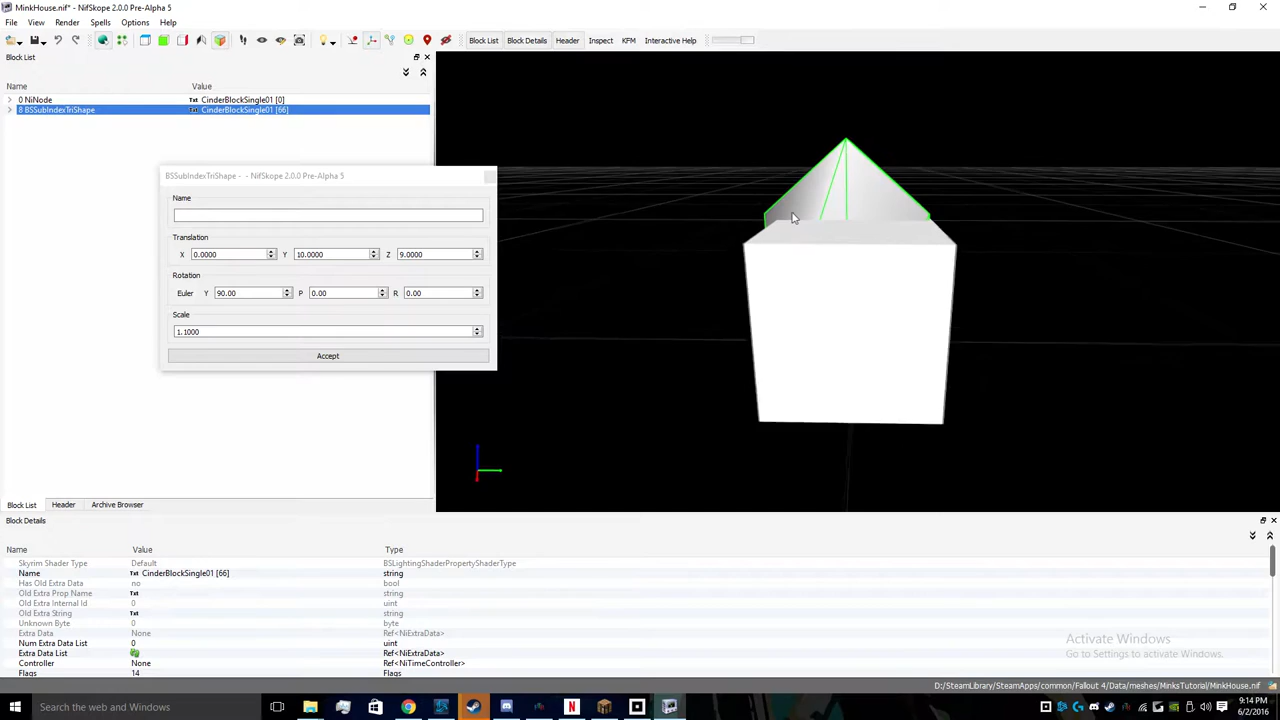 MinkHouse.nif* - NifSkope 2.0.0 Pre-Alpha 5
File View Render Spells Options Help
Block List Block Details Header Inspect KFM Interactive Help
Block List
Name Value
0 NiNode Txt CinderBlockSingle01 [0]
8 BSSubIndexTriShape Txt CinderBlockSingle01 [66]
BSSubIndexTriShape - - NifSkope 2.0.0 Pre-Alpha 5
Name
Translation
X 0.0000 Y 10.0000 Z 9.0000
Rotation
Euler Y 90.00 P 0.00 R 0.00
Scale
1.1000
Accept
Block List Header Archive Browser
Block Details
Name Value Type
Skyrim Shader Type Default BSLightingShaderPropertyShaderType
Name Txt CinderBlockSingle01 [66] string
Has Old Extra Data no bool
Old Extra Prop Name Txt string
Old Extra Internal Id 0 uint
Old Extra String Txt string
Unknown Byte 0 byte
Extra Data None Ref<NiExtraData>
Num Extra Data List 0 uint
Extra Data List Ref<NiExtraData>
Controller None Ref<NiTimeController>
Flags 14 Flags
Activate Windows
Go to Settings to activate Windows.
D:/SteamLibrary/SteamApps/common/Fallout 4/Data/meshes/MinksTutorial/MinkHouse.nif
Search the web and Windows
9:14 PM
6/2/2016